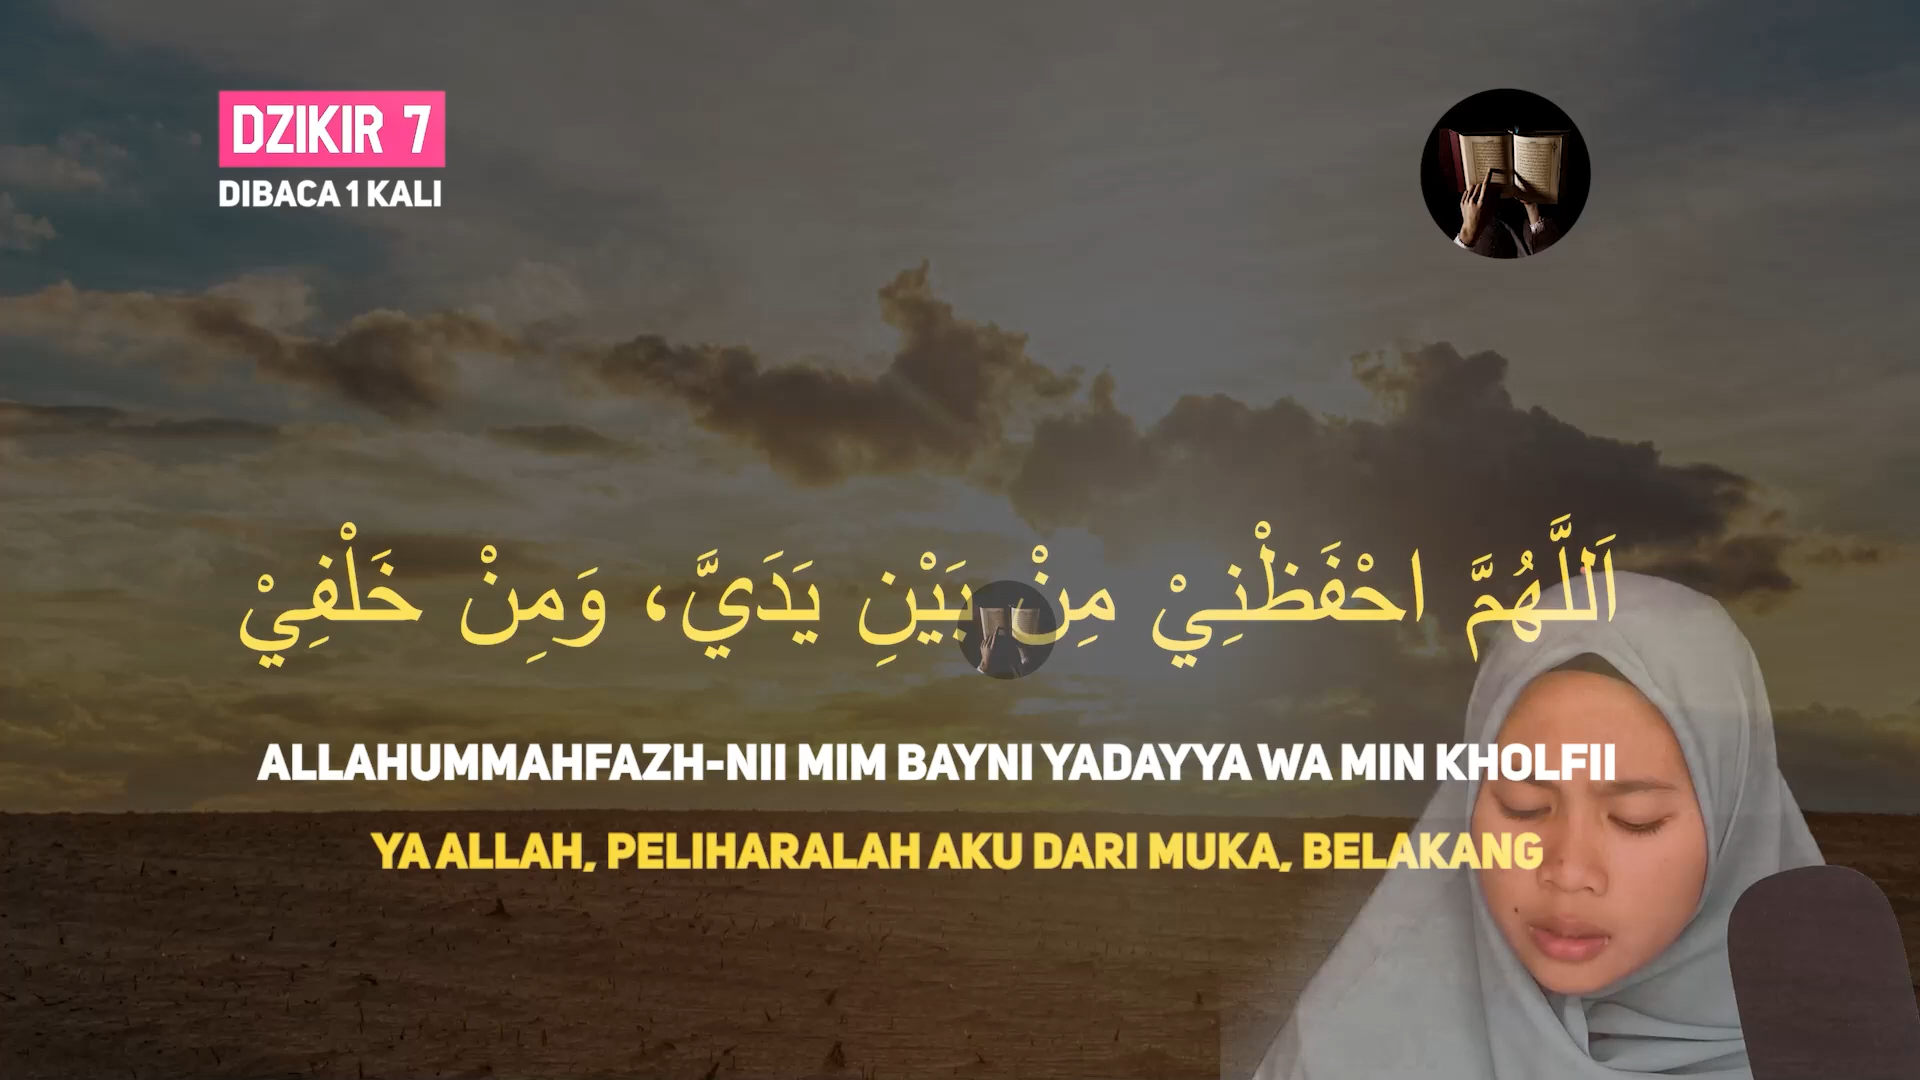 DZIKIR 7
DIBACA 1 KALI
اَللَّهُمَّ احْفَظْنِيْ مِنْ بَيْنِ يَدَيَّ، وَمِنْ خَلْفِيْ
ALLAHUMMAHFAZH-NII MIM BAYNI YADAYYA WA MIN KHOLFII
YA ALLAH, PELIHARALAH AKU DARI MUKA, BELAKANG